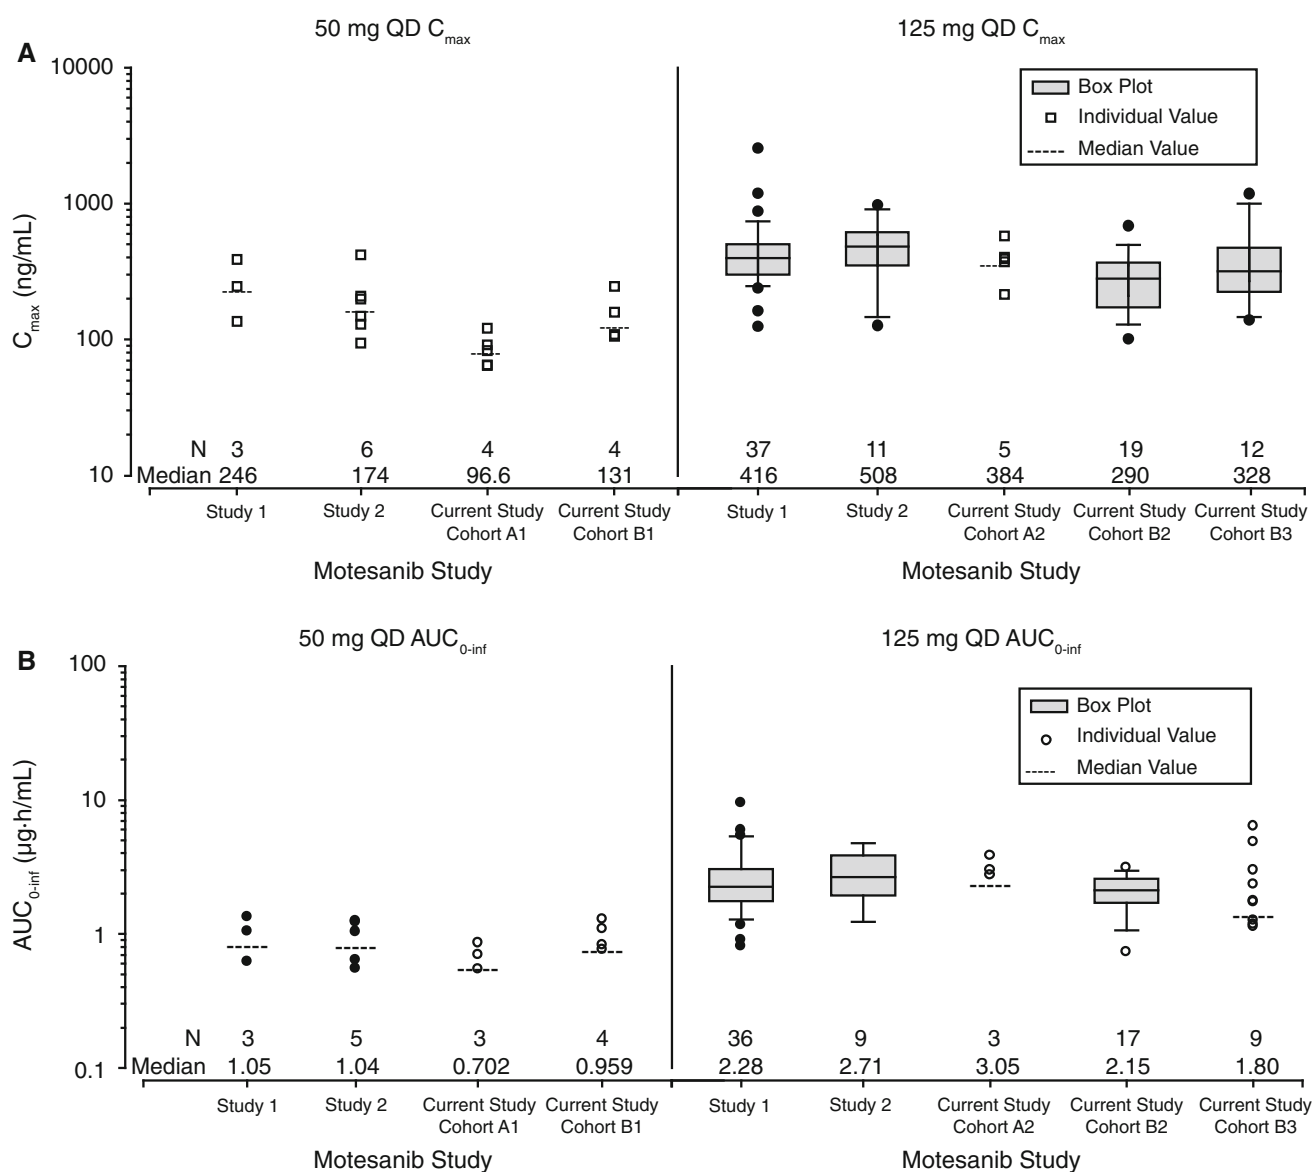 50 mg QD Cmax
125 mg QD Cmax
A
10000
1000
100
10
Cmax (ng/mL)
Box Plot
Individual Value
Median Value
N 3 6 4 4 37 11 5 19 12
Median 246 174 96.6 131 416 508 384 290 328
Study 1 Study 2 Current Study Cohort A1 Current Study Cohort B1 Study 1 Study 2 Current Study Cohort A2 Current Study Cohort B2 Current Study Cohort B3
Motesanib Study
Motesanib Study
50 mg QD AUC0-inf
125 mg QD AUC0-inf
B
100
10
1
0.1
AUC0-inf (µg·h/mL)
Box Plot
Individual Value
Median Value
N 3 5 3 4 36 9 3 17 9
Median 1.05 1.04 0.702 0.959 2.28 2.71 3.05 2.15 1.80
Study 1 Study 2 Current Study Cohort A1 Current Study Cohort B1 Study 1 Study 2 Current Study Cohort A2 Current Study Cohort B2 Current Study Cohort B3
Motesanib Study
Motesanib Study